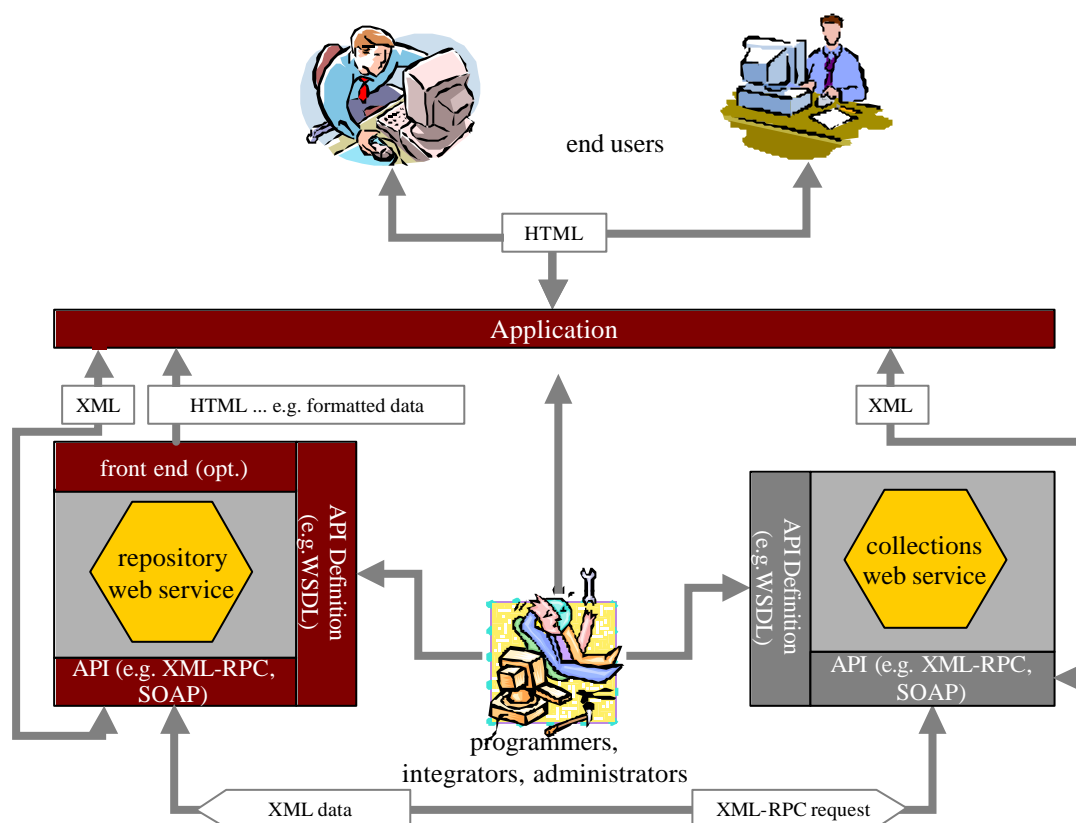 end users
HTML
Application
XML
HTML ... e.g. formatted data
XML
front end (opt.)
API Definition
(e.g.WSDL)
repository
web service
API (e.g. XML-RPC,
SOAP)
API Definition
(e.g.WSDL)
collections
web service
API (e.g. XML-RPC,
SOAP)
programmers,
integrators, administrators
XML data
XML-RPC request